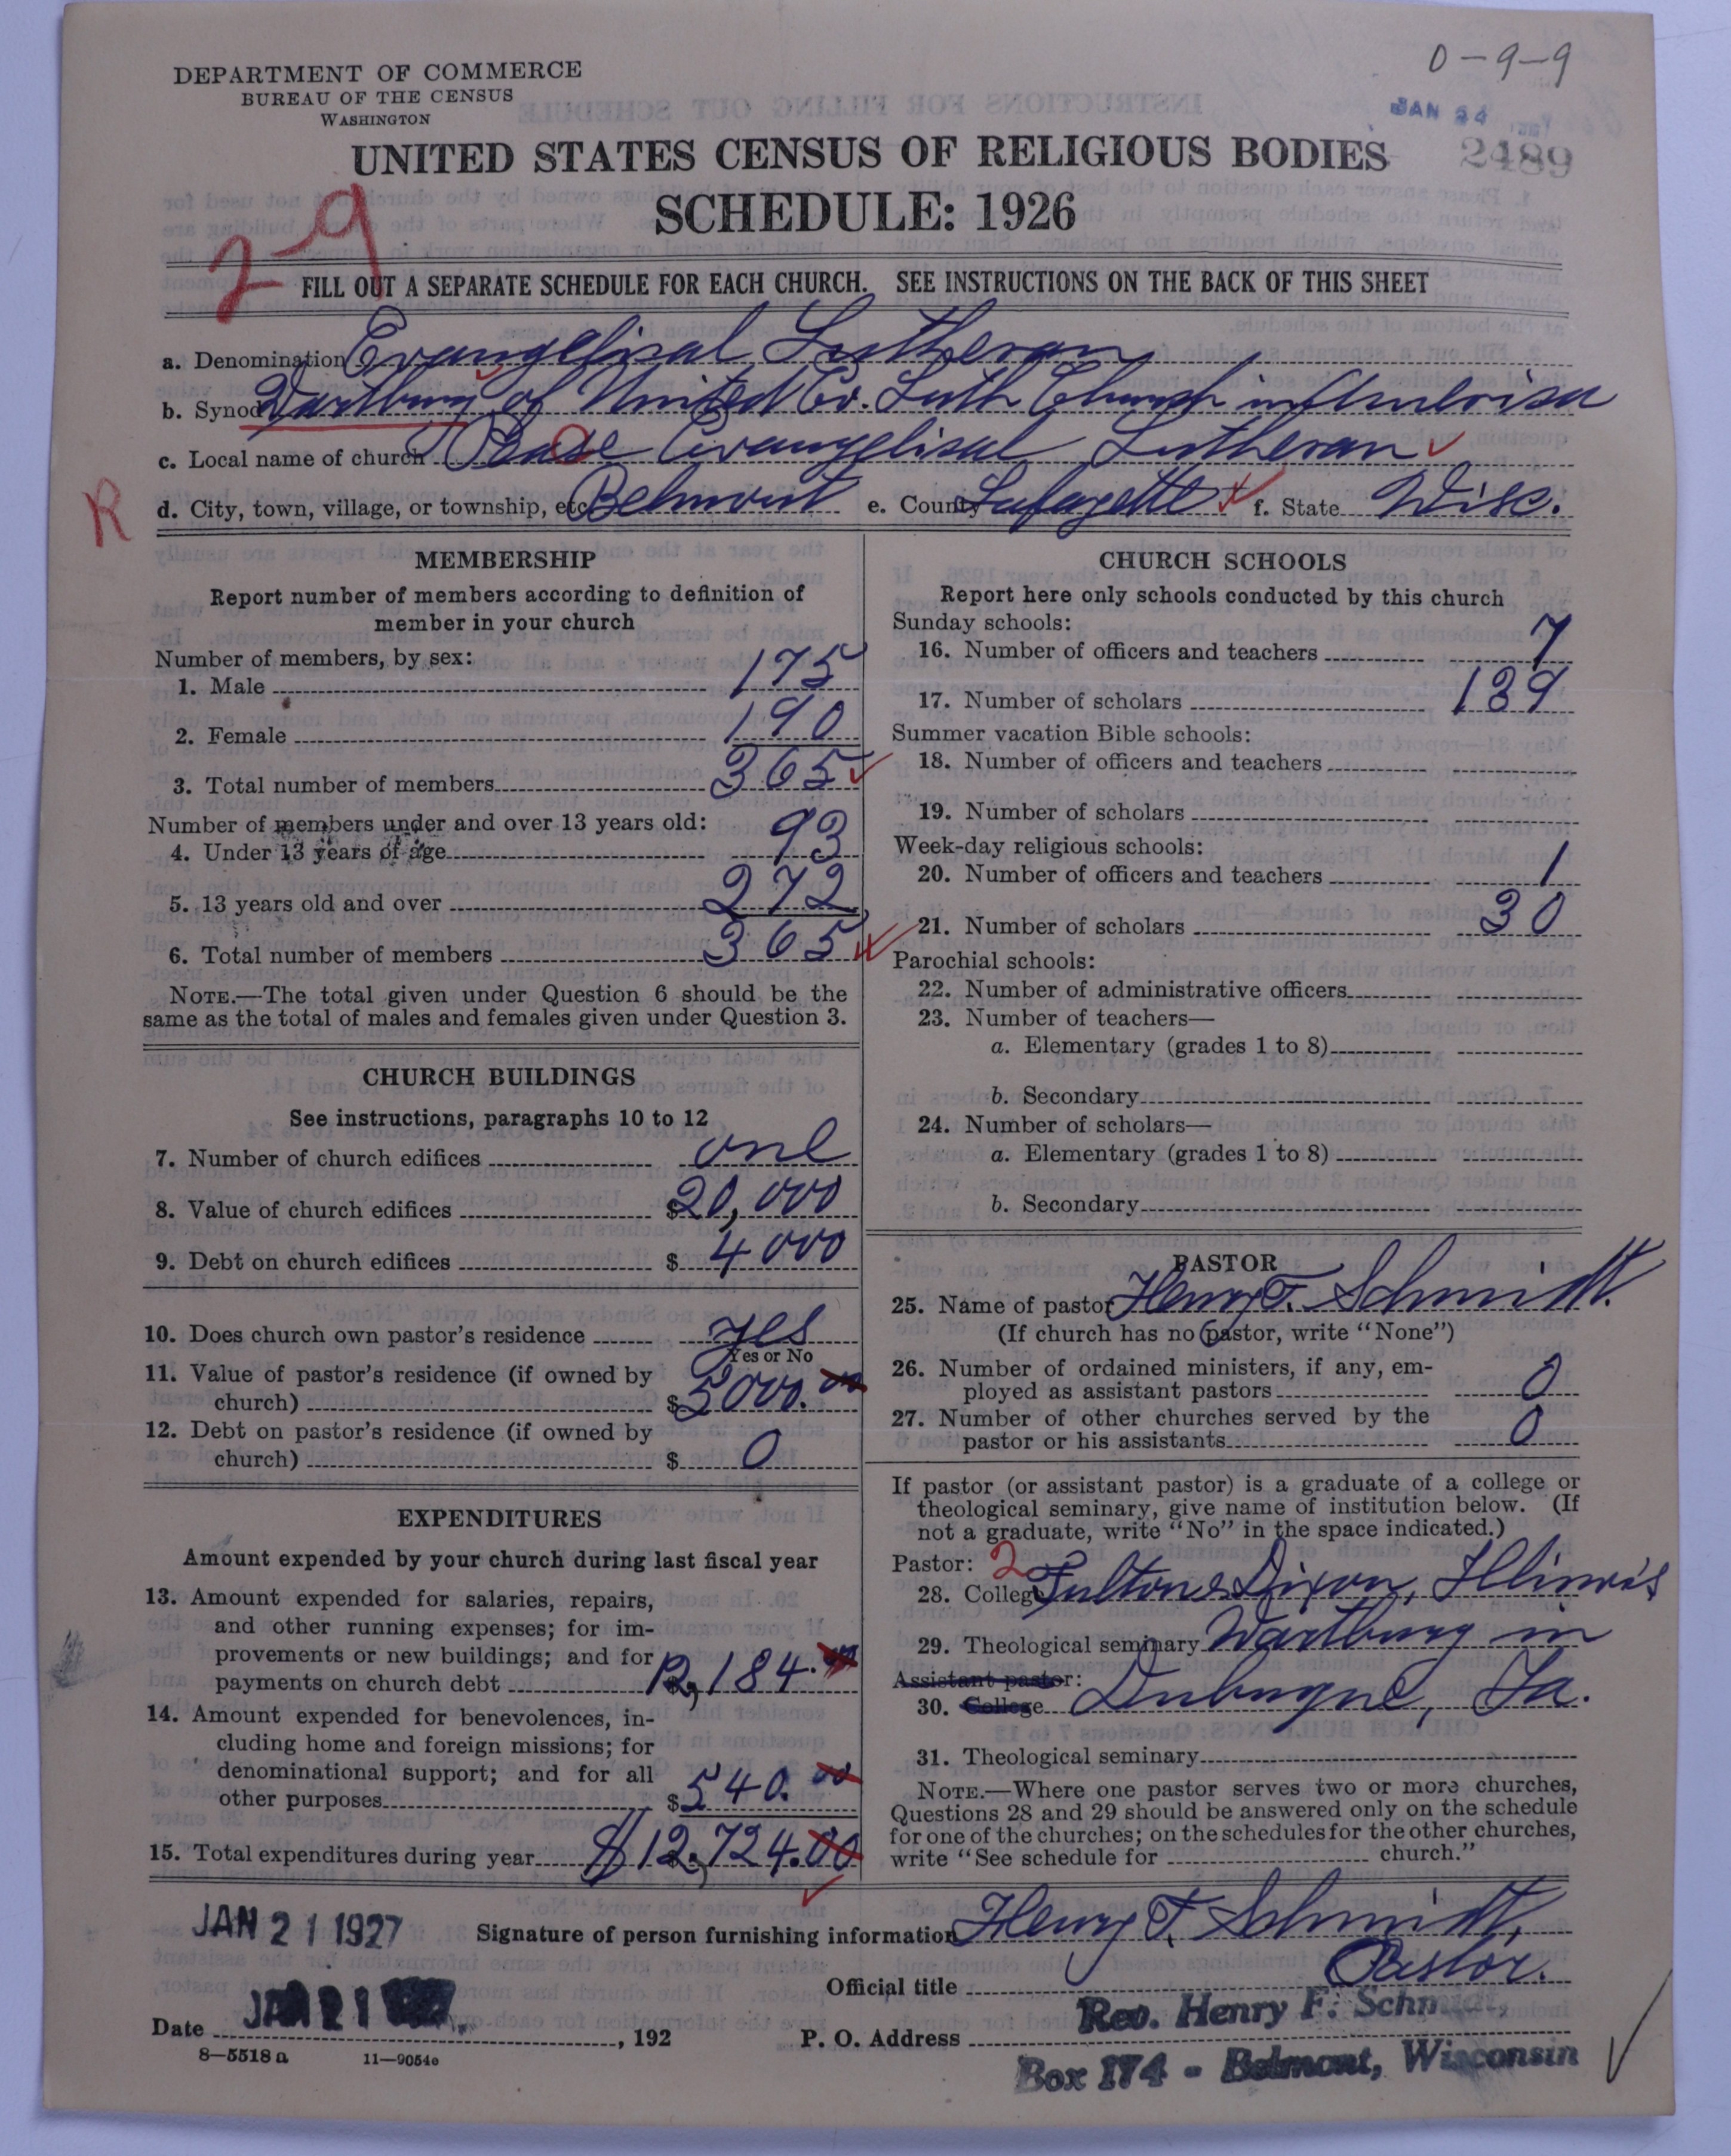 0-9-9
DEPARTMENT OF COMMERCE
BUREAU OF THE CENSUS
WASHINGTON
JAN 24
2489
UNITED STATES CENSUS OF RELIGIOUS BODIES
SCHEDULE: 1926
2-9
FILL OUT A SEPARATE SCHEDULE FOR EACH CHURCH. SEE INSTRUCTIONS ON THE BACK OF THIS SHEET
a. Denomination Evangelical Lutheran
b. Synod Wartburg of United Ev. Luth Church in America
c. Local name of church Peace Evangelical Lutheran
R
d. City, town, village, or township, etc. Belmont e. County Lafayette f. State Wisc.
MEMBERSHIP
Report number of members according to definition of
member in your church
Number of members, by sex:
1. Male 175
2. Female 190
3. Total number of members 365
Number of members under and over 13 years old:
4. Under 13 years of age 93
5. 13 years old and over 272
6. Total number of members 365
NOTE.—The total given under Question 6 should be the
same as the total of males and females given under Question 3.
CHURCH BUILDINGS
See instructions, paragraphs 10 to 12
7. Number of church edifices one
8. Value of church edifices $20,000
9. Debt on church edifices $ 4000
10. Does church own pastor's residence yes
Yes or No
11. Value of pastor's residence (if owned by
church) $5000.00
12. Debt on pastor's residence (if owned by
church) $ 0
EXPENDITURES
Amount expended by your church during last fiscal year
13. Amount expended for salaries, repairs,
and other running expenses; for im-
provements or new buildings; and for
payments on church debt 12,184.00
14. Amount expended for benevolences, in-
cluding home and foreign missions; for
denominational support; and for all
other purposes $540.00
15. Total expenditures during year $12,724.00
CHURCH SCHOOLS
Report here only schools conducted by this church
Sunday schools:
16. Number of officers and teachers 7
17. Number of scholars 139
Summer vacation Bible schools:
18. Number of officers and teachers
19. Number of scholars
Week-day religious schools:
20. Number of officers and teachers 1
21. Number of scholars 30
Parochial schools:
22. Number of administrative officers
23. Number of teachers—
a. Elementary (grades 1 to 8)
b. Secondary
24. Number of scholars—
a. Elementary (grades 1 to 8)
b. Secondary
PASTOR
25. Name of pastor Henry F. Schmidt.
(If church has no pastor, write "None")
26. Number of ordained ministers, if any, em-
ployed as assistant pastors 0
27. Number of other churches served by the
pastor or his assistants 0
If pastor (or assistant pastor) is a graduate of a college or
theological seminary, give name of institution below. (If
not a graduate, write "No" in the space indicated.)
Pastor: 2
28. College Fulton & Dixon, Illinois
29. Theological seminary Wartburg in
Assistant pastor:
30. College Dubuque, Ia.
31. Theological seminary
NOTE.—Where one pastor serves two or more churches,
Questions 28 and 29 should be answered only on the schedule
for one of the churches; on the schedules for the other churches,
write "See schedule for church."
JAN 21 1927
Signature of person furnishing information Henry F. Schmidt,
Official title Pastor.
Date JAN 21 , 192
P. O. Address Rev. Henry F. Schmidt,
Box 174 - Belmont, Wisconsin
8-5518 a 11-9054e